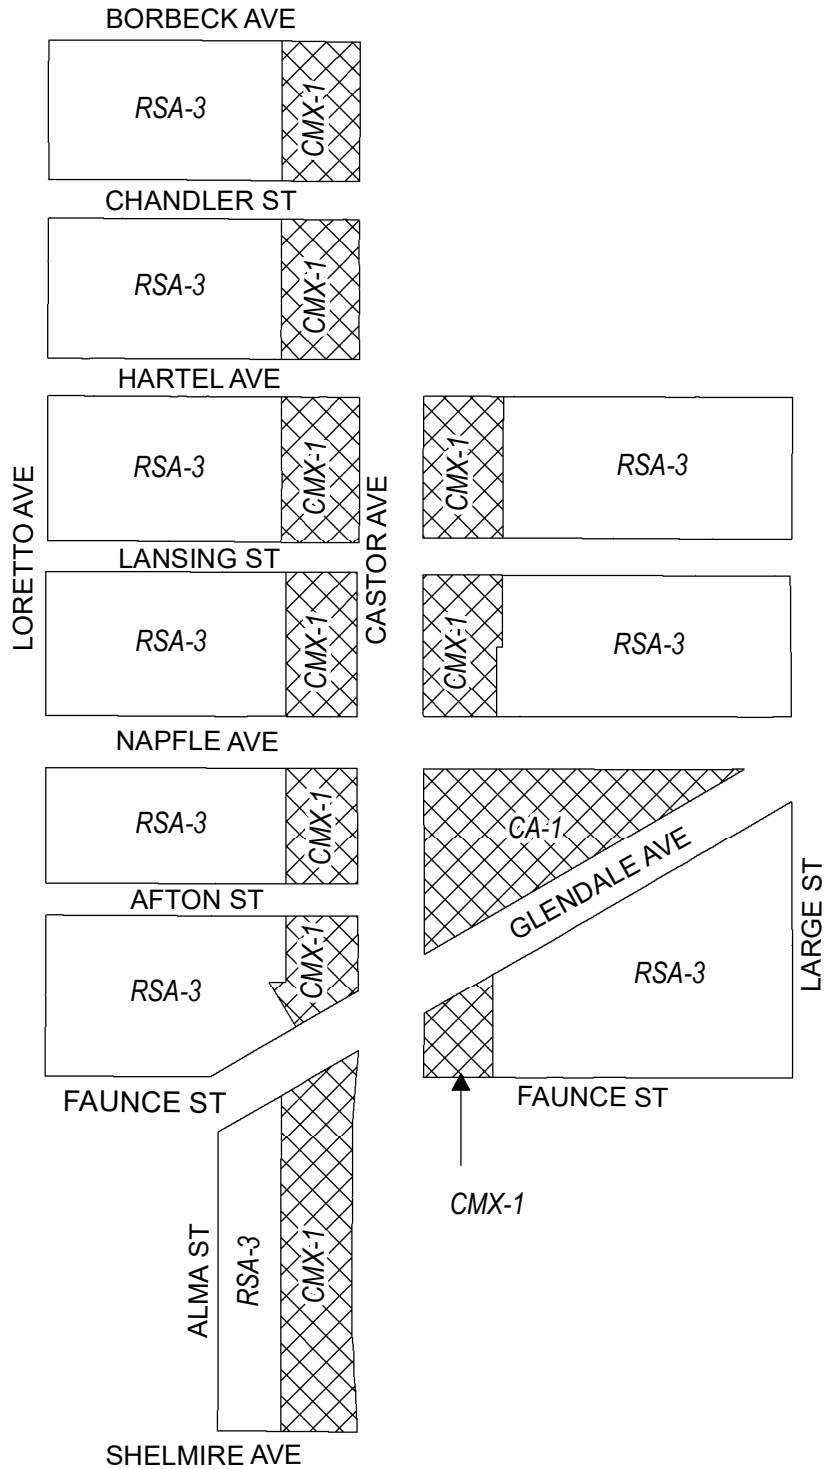 BORBECK AVE
RSA-3
CMX-1
CHANDLER ST
RSA-3
CMX-1
HARTEL AVE
LORETTO AVE
RSA-3
CMX-1
CASTOR AVE
CMX-1
RSA-3
LANSING ST
RSA-3
CMX-1
CMX-1
RSA-3
NAPFLE AVE
RSA-3
CMX-1
CA-1
GLENDALE AVE
LARGE ST
AFTON ST
RSA-3
CMX-1
RSA-3
FAUNCE ST
FAUNCE ST
CMX-1
ALMA ST
RSA-3
CMX-1
SHELMIRE AVE